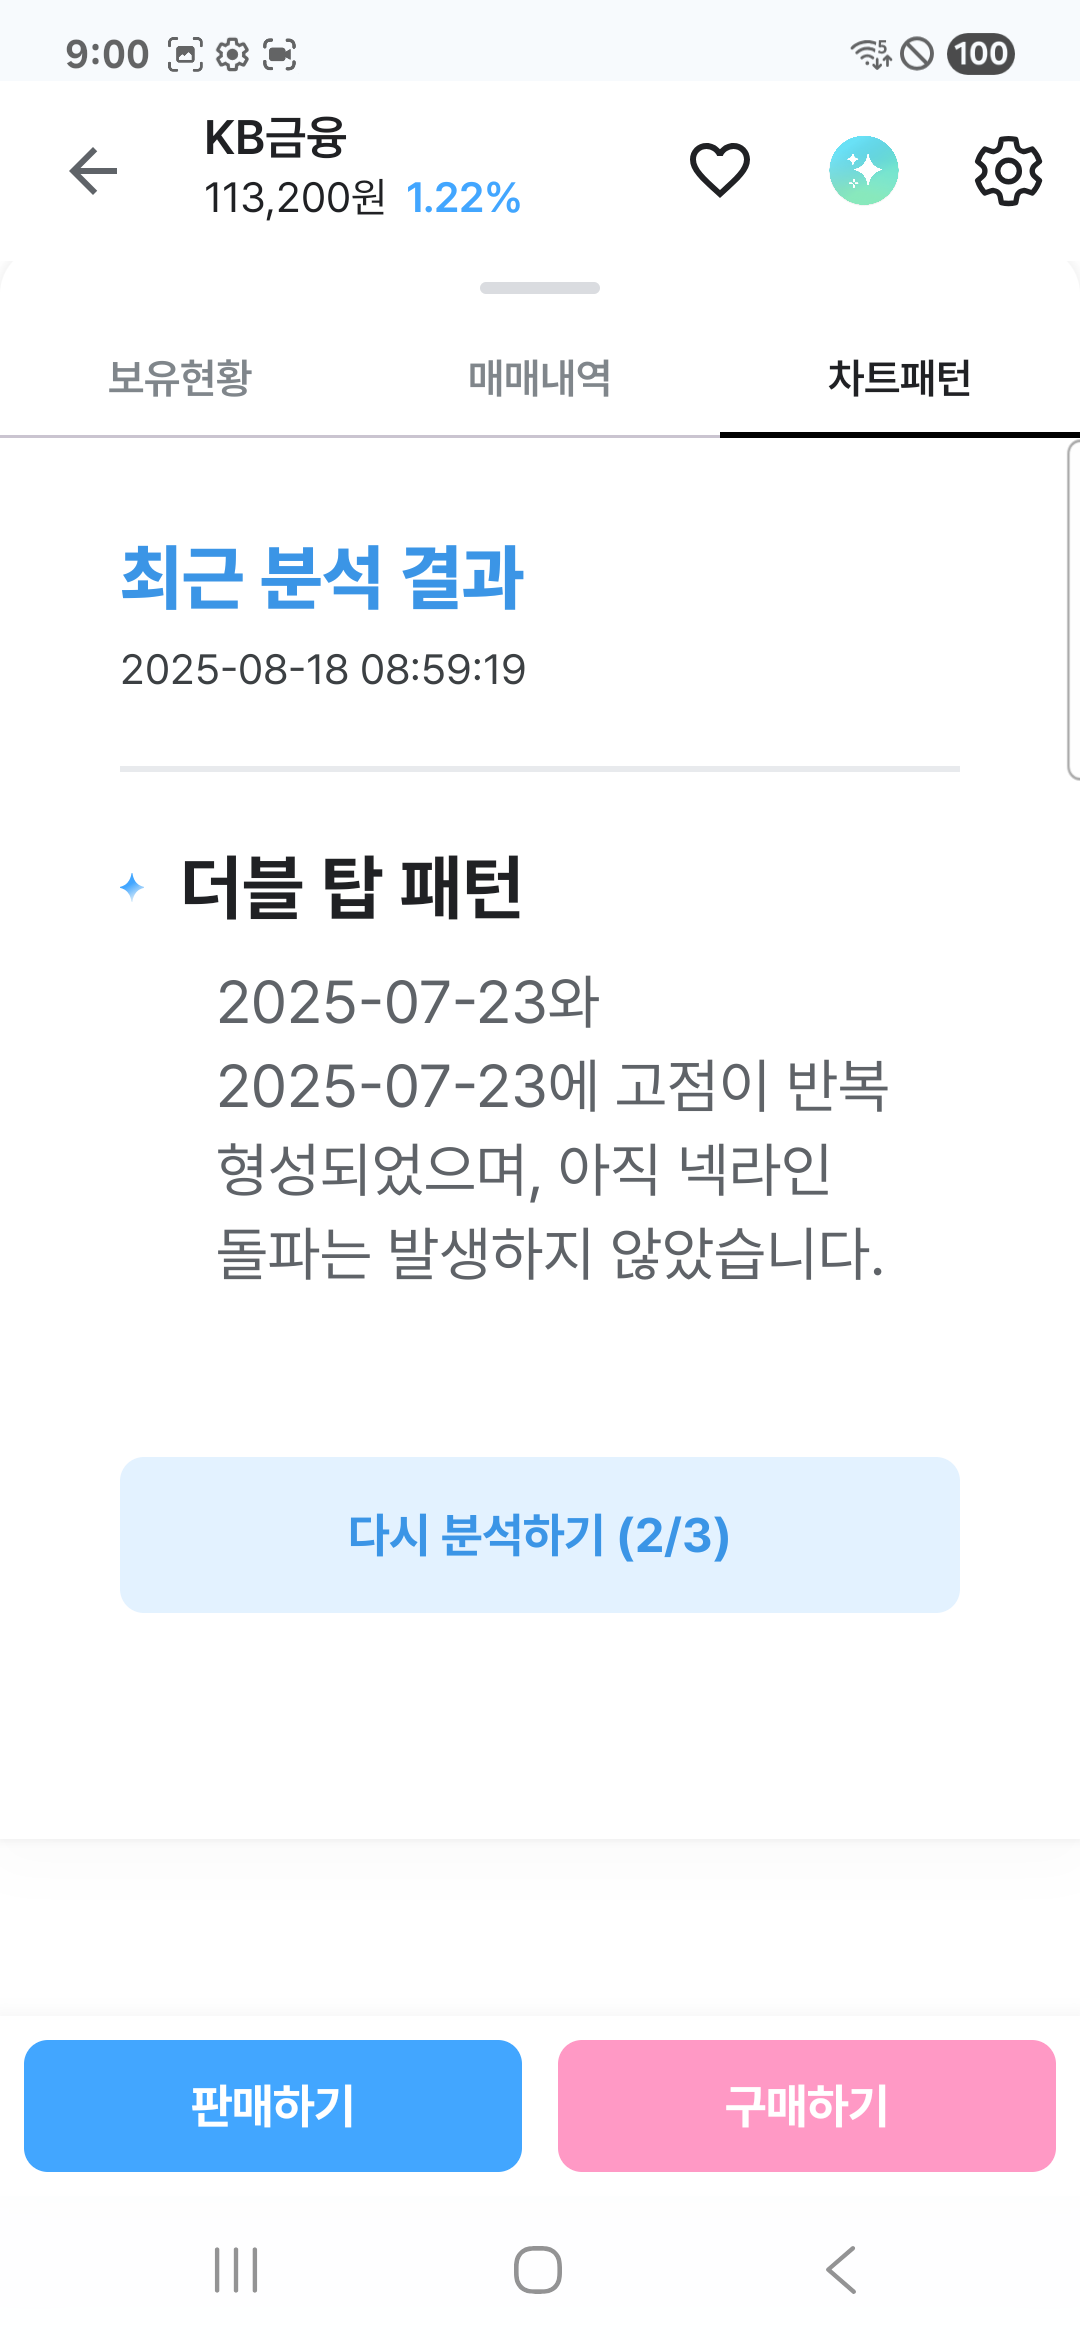 9:00
5
100
KB금융
113,200원 1.22%
보유현황 매매내역 차트패턴
최근 분석 결과
2025-08-18 08:59:19
더블 탑 패턴
2025-07-23와
2025-07-23에 고점이 반복
형성되었으며, 아직 넥라인
돌파는 발생하지 않았습니다.
다시 분석하기 (2/3)
판매하기 구매하기